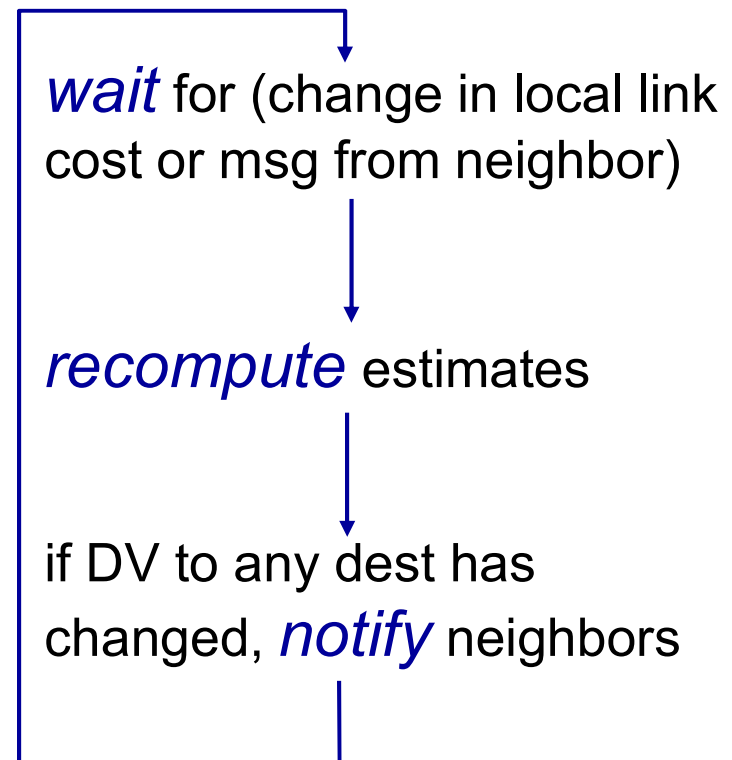 wait for (change in local link
cost or msg from neighbor)
recompute estimates
if DV to any dest has
changed, notify neighbors